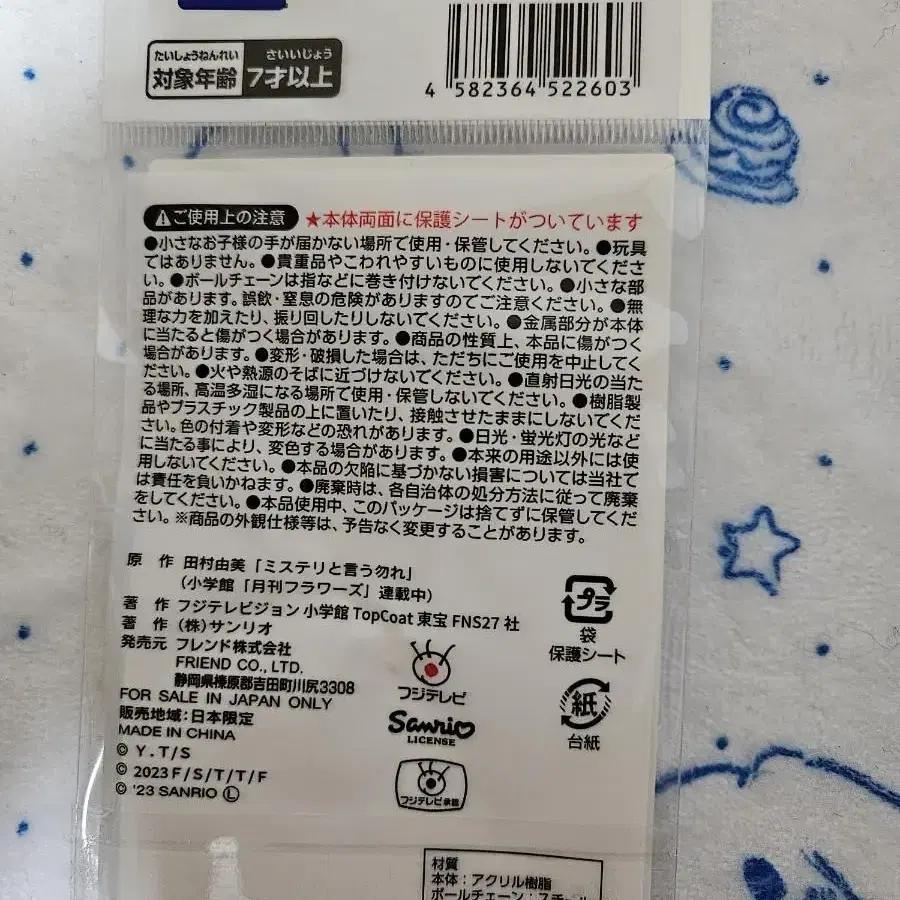 たいしょうねんれい さいいじょう
対象年齢 7才以上
4 582364 522603
ご使用上の注意 ★本体両面に保護シートがついています
●小さなお子様の手が届かない場所で使用・保管してください。●玩具
ではありません。●貴重品やこわれやすいものに使用しないでくださ
い。●ボールチェーンは指などに巻き付けないでください。●小さな部
品があります。誤飲・窒息の危険がありますのでご注意ください。●無
理な力を加えたり、振り回したりしないでください。●金属部分が本体
に当たると傷がつく場合があります。●商品の性質上、本品に傷がつく
場合があります。●変形・破損した場合は、ただちにご使用を中止してく
ださい。●火や熱源のそばに近づけないでください。●直射日光の当た
る場所、高温多湿になる場所で使用・保管しないでください。●樹脂製
品やプラスチック製品の上に置いたり、接触させたままにしないでくだ
さい。色の付着や変形などの恐れがあります。●日光・蛍光灯の光など
に当たる事により、変色する場合があります。●本来の用途以外には使
用しないでください。●本品の欠陥に基づかない損害については当社で
は責任を負いかねます。●廃棄時は、各自治体の処分方法に従って廃棄
をしてください。●本品使用中、このパッケージは捨てずに保管してくだ
さい。※商品の外観仕様等は、予告なく変更することがあります。
原 作 田村由美「ミステリと言う勿れ」
（小学館「月刊フラワーズ」連載中）
著 作 フジテレビジョン 小学館 TopCoat 東宝 FNS27 社
著 作 (株)サンリオ
発売元 フレンド株式会社
FRIEND CO., LTD.
静岡県榛原郡吉田町川尻3308
FOR SALE IN JAPAN ONLY
販売地域:日本限定
MADE IN CHINA
© Y.T/S
© 2023 F/S/T/T/F
© '23 SANRIO Ⓛ
フジテレビ
Sanrio
LICENSE
フジテレビ承認
プラ
袋
保護シート
紙
台紙
材質
本体:アクリル樹脂
ボールチェーン:スチール